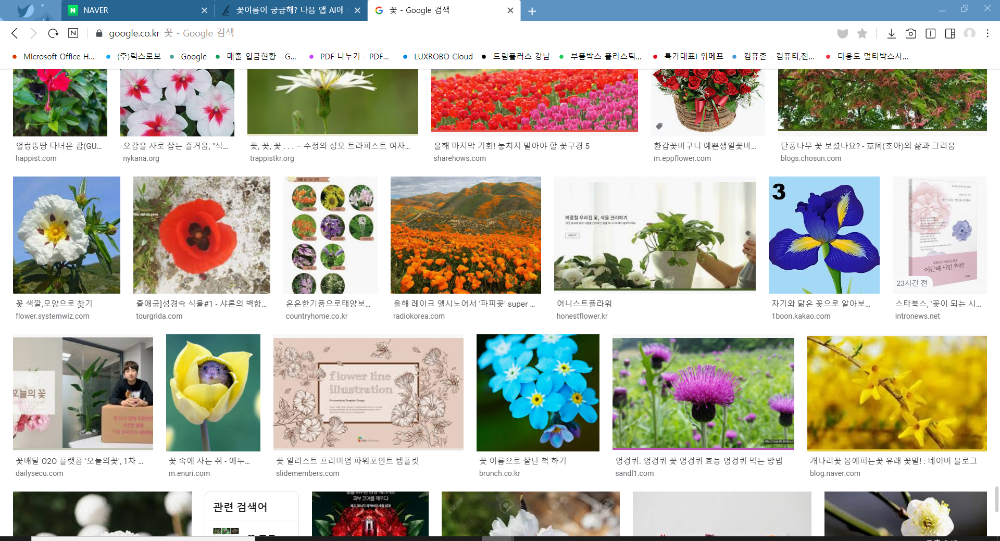 NAVER
꽃이름이 궁금해? 다음 앱 AI에
꽃 - Google 검색
google.co.kr 꽃 - Google 검색
Microsoft Office H...
(주)럭스로보
Google
매출 입금현황 - G...
PDF 나누기 - PDF...
LUXROBO Cloud
드림플러스 강남
부품박스 플라스틱...
특가대표! 위메프
컴퓨존 - 컴퓨터,전...
다용도 멀티박스사...
얼렁뚱땅 다녀온 괌(GU...
happist.com
오감을 사로 잡는 즐거움, "식...
nykana.org
꽃, 꽃, 꽃 . . . – 수정의 성모 트라피스트 여자...
trappistkr.org
올해 마지막 기회! 놓치지 말아야 할 꽃구경 5
sharehows.com
환갑꽃바구니 예쁜생일꽃바...
m.eppflower.com
단풍나무 꽃 보셨나요? - 草阿(초아)의 삶과 그리움
blogs.chosun.com
tourgrida.com
여름철 우리집 꽃, 식물 관리하기
3
이근배 시인 추천!
23시간 전
꽃 색깔,모양으로 찾기
flower.systemwiz.com
출애굽]성경속 식물#1 - 샤론의 백합...
tourgrida.com
은은한기품으로태양보...
countryhome.co.kr
올해 레이크 엘시노어서 '파피꽃' super ...
radiokorea.com
어니스트플라워
honestflower.kr
자기와 닮은 꽃으로 알아보...
1boon.kakao.com
스타북스, '꽃이 되는 시...
intronews.net
오늘의 꽃
flower line
illustration
Presentation Template Design
꽃배달 O2O 플랫폼 '오늘의꽃', 1차 ...
dailysecu.com
꽃 속에 사는 쥐 - 에누...
m.enuri.com
꽃 일러스트 프리미엄 파워포인트 템플릿
slidemembers.com
꽃 이름으로 잘난 척 하기
brunch.co.kr
엉겅퀴. 엉겅퀴 꽃 엉겅퀴 효능 엉겅퀴 먹는 방법
sandl1.com
개나리꽃 봄에피는꽃 유래 꽃말! : 네이버 블로그
blog.naver.com
관련 검색어
피부 코어를 깨우다
123RF
123RF